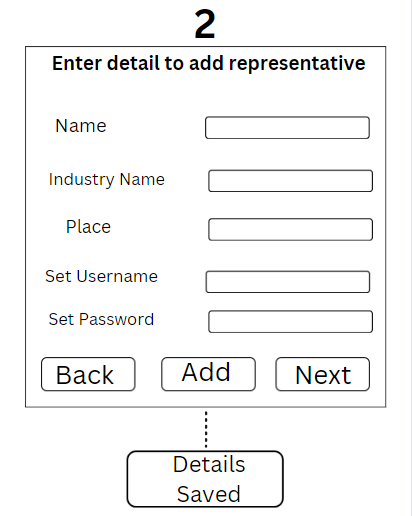 2
Enter detail to add representative
Name
Industry Name
Place
Set Username
Set Password
Back Add Next
Details
Saved